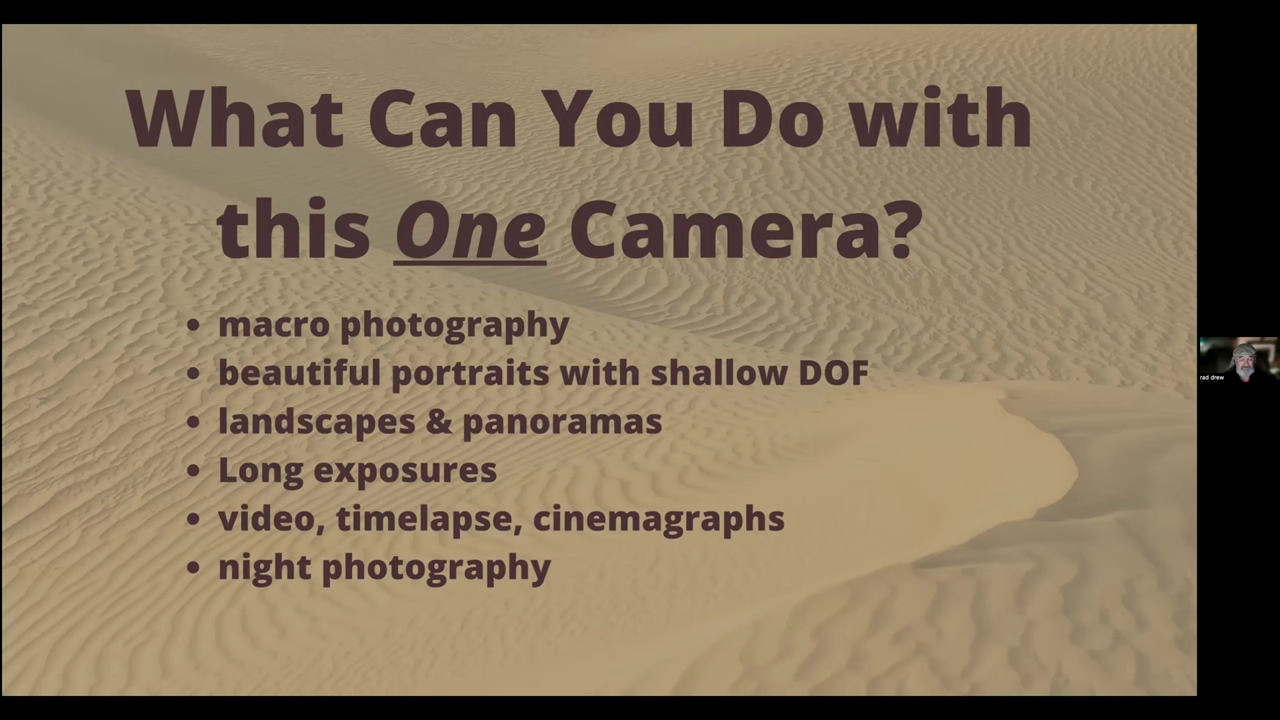 What Can You Do with
this One Camera?
• macro photography
• beautiful portraits with shallow DOF
• landscapes & panoramas
• Long exposures
• video, timelapse, cinemagraphs
• night photography
rad drew